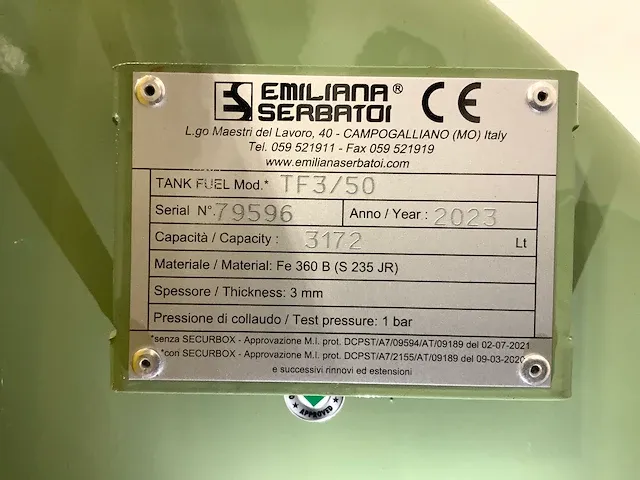 EMILIANA®
SERBATOI CE
L.go Maestri del Lavoro, 40 - CAMPOGALLIANO (MO) Italy
Tel. 059 521911 - Fax 059 521919
www.emilianaserbatoi.com
TANK FUEL Mod.* TF3/50
Serial N°. 79596 Anno / Year : 2023
Capacità / Capacity : 3172 Lt
Materiale / Material: Fe 360 B (S 235 JR)
Spessore / Thickness: 3 mm
Pressione di collaudo / Test pressure: 1 bar
*senza SECURBOX - Approvazione M.I. prot. DCPST/A7/09594/AT/09189 del 02-07-2021
*con SECURBOX - Approvazione M.I. prot. DCPST/A7/2155/AT/09189 del 09-03-2020
e successivi rinnovi ed estensioni
APPROVED